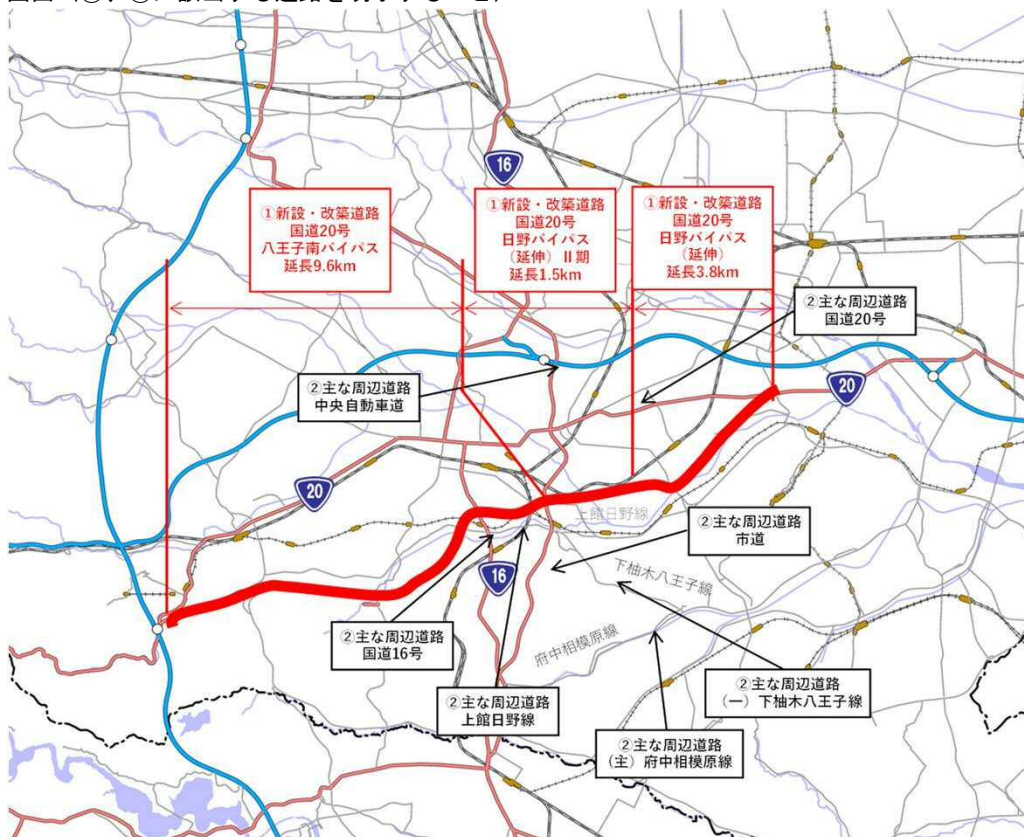 16
①新設・改築道路
国道20号
八王子南バイパス
延長9.6km
①新設・改築道路
国道20号
日野バイパス
(延伸)Ⅱ期
延長1.5km
①新設・改築道路
国道20号
日野バイパス
(延伸)
延長3.8km
②主な周辺道路
国道20号
②主な周辺道路
中央自動車道
20
20
上館日野線
②主な周辺道路
市道
16
下柚木八王子線
府中相模原線
②主な周辺道路
国道16号
②主な周辺道路
上館日野線
②主な周辺道路
(一)下柚木八王子線
②主な周辺道路
(主)府中相模原線